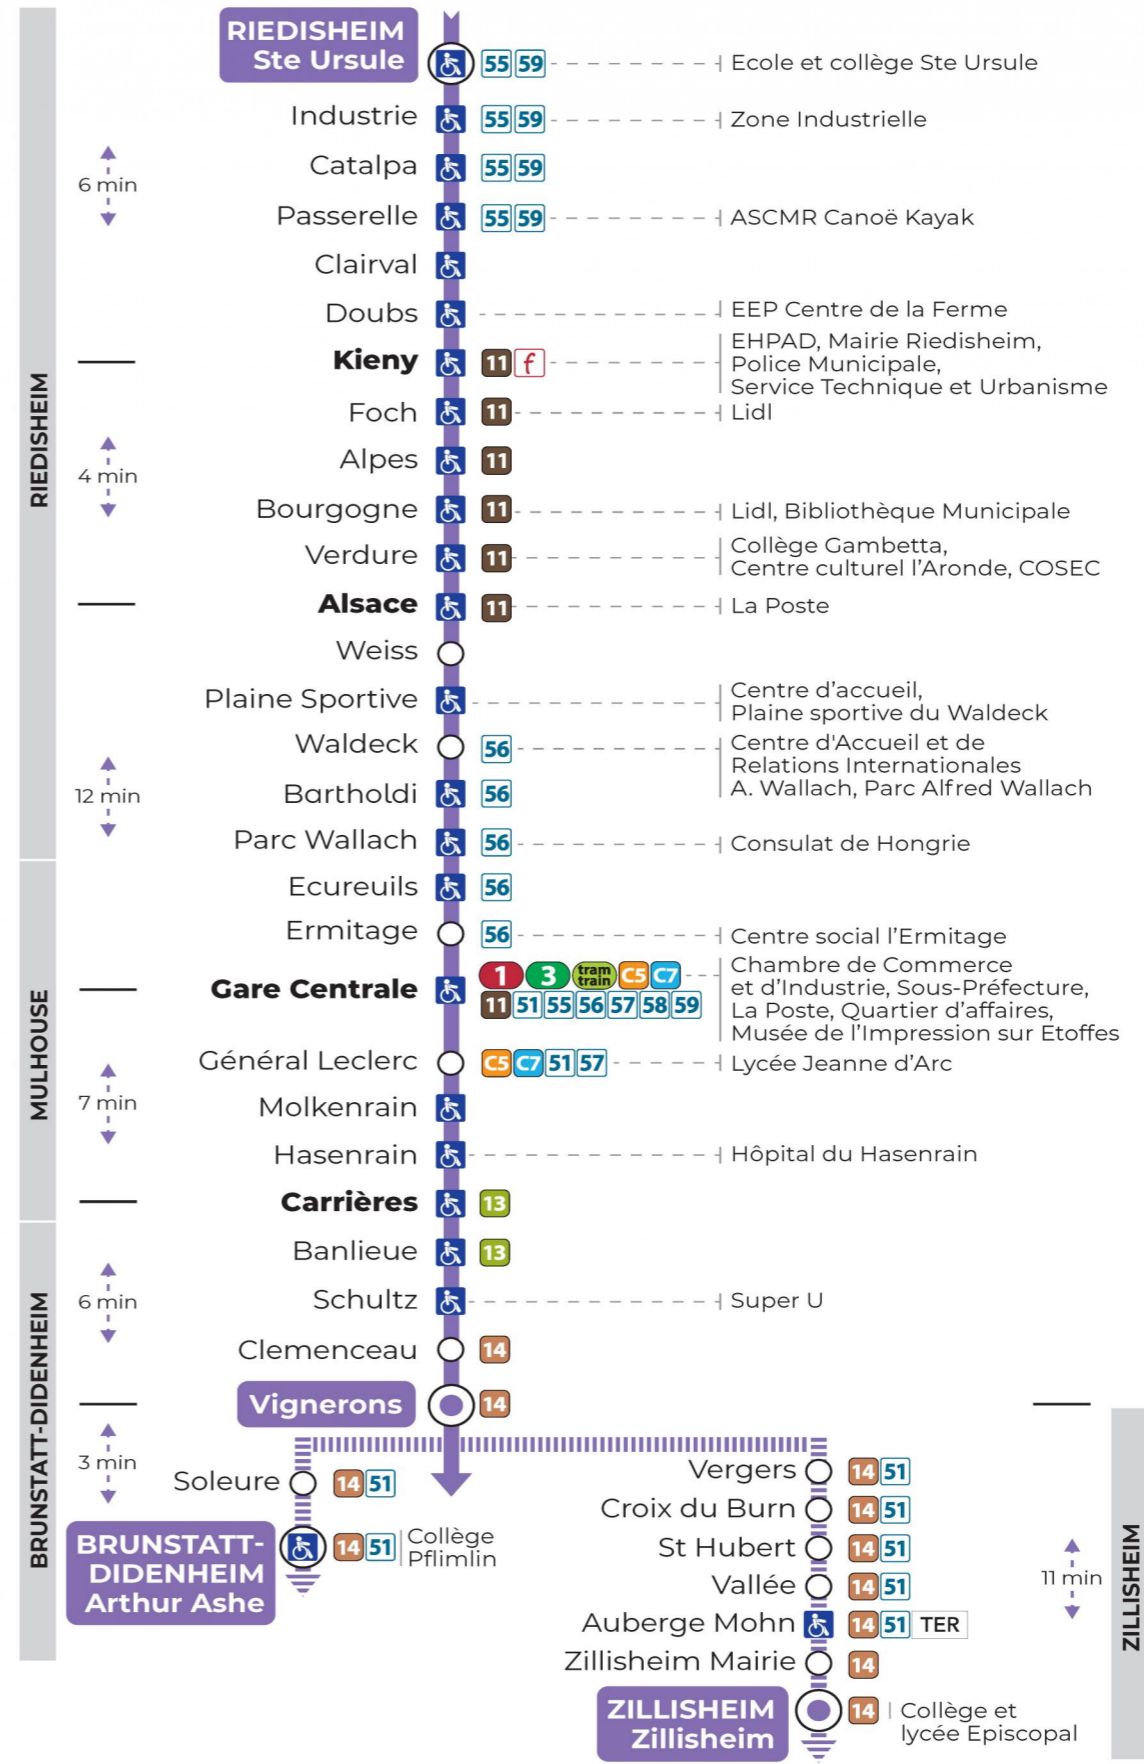 RIEDISHEIM
Ste Ursule
55 59
Ecole et collège Ste Ursule
Industrie
55 59
Zone Industrielle
Catalpa
55 59
6 min
Passerelle
55 59
ASCMR Canoë Kayak
Clairval
Doubs
EEP Centre de la Ferme
Kieny
11 f
EHPAD, Mairie Riedisheim,
Police Municipale,
Service Technique et Urbanisme
Foch
11
Lidl
RIEDISHEIM
Alpes
11
4 min
Bourgogne
11
Lidl, Bibliothèque Municipale
Verdure
11
Collège Gambetta,
Centre culturel l'Aronde, COSEC
Alsace
11
La Poste
Weiss
Plaine Sportive
Centre d'accueil,
Plaine sportive du Waldeck
Waldeck
56
Centre d'Accueil et de
Relations Internationales
A. Wallach, Parc Alfred Wallach
Bartholdi
56
12 min
Parc Wallach
56
Consulat de Hongrie
Ecureuils
56
Ermitage
56
Centre social l'Ermitage
Gare Centrale
1 3 tram train C5 C7
11 51 55 56 57 58 59
Chambre de Commerce
et d'Industrie, Sous-Préfecture,
La Poste, Quartier d'affaires,
Musée de l'Impression sur Etoffes
MULHOUSE
Général Leclerc
C5 C7 51 57
Lycée Jeanne d'Arc
7 min
Molkenrain
Hasenrain
Hôpital du Hasenrain
Carrières
13
Banlieue
13
6 min
Schultz
Super U
Clemenceau
14
Vignerons
14
BRUNSTATT-DIDENHEIM
3 min
Soleure
14 51
BRUNSTATT-
DIDENHEIM
Arthur Ashe
14 51
Collège
Pflimlin
Vergers
14 51
Croix du Burn
14 51
St Hubert
14 51
Vallée
14 51
11 min
Auberge Mohn
14 51 TER
Zillisheim Mairie
14
ZILLISHEIM
Zillisheim
14
Collège et
lycée Episcopal
ZILLISHEIM